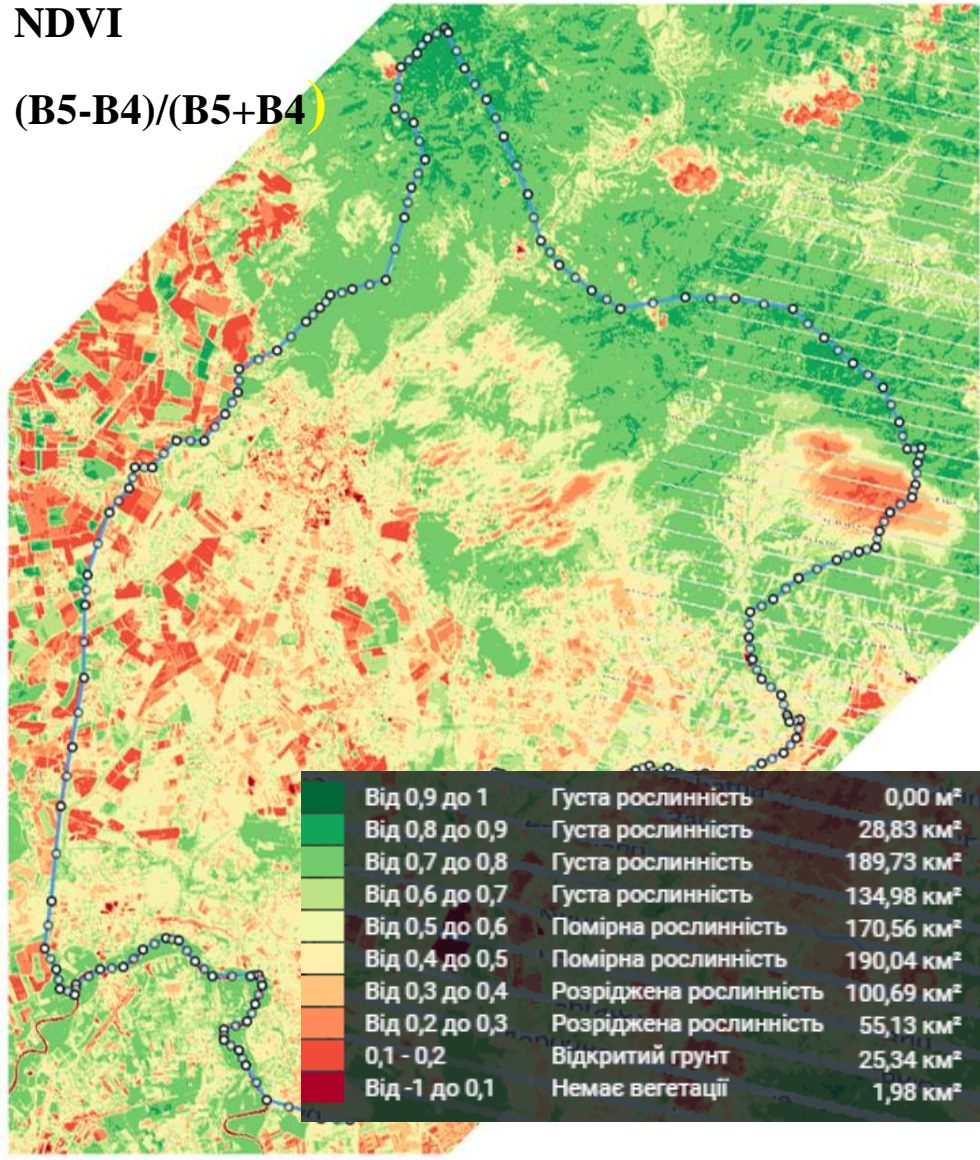 NDVI
(B5-B4)/(B5+B4)
Від 0,9 до 1 Густа рослинність 0,00 м²
Від 0,8 до 0,9 Густа рослинність 28,83 км²
Від 0,7 до 0,8 Густа рослинність 189,73 км²
Від 0,6 до 0,7 Густа рослинність 134,98 км²
Від 0,5 до 0,6 Помірна рослинність 170,56 км²
Від 0,4 до 0,5 Помірна рослинність 190,04 км²
Від 0,3 до 0,4 Розріджена рослинність 100,69 км²
Від 0,2 до 0,3 Розріджена рослинність 55,13 км²
0,1 - 0,2 Відкритий грунт 25,34 км²
Від -1 до 0,1 Немає вегетації 1,98 км²